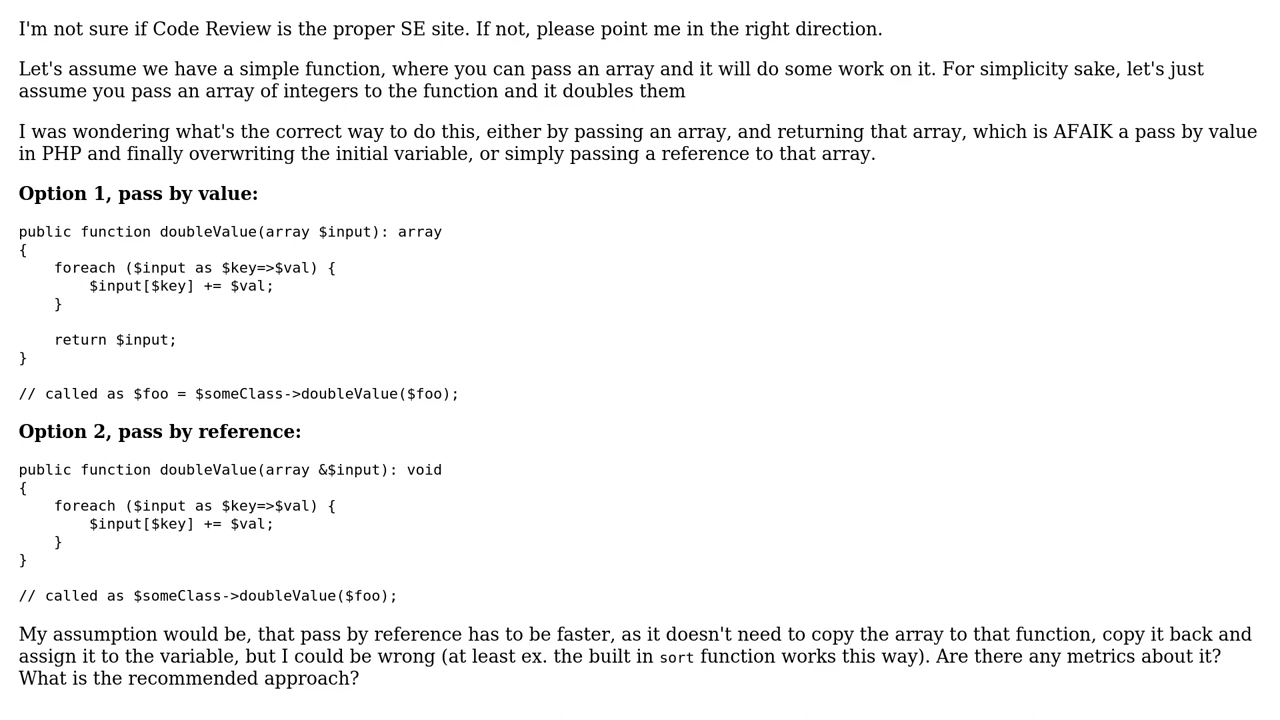 I'm not sure if Code Review is the proper SE site. If not, please point me in the right direction.
Let's assume we have a simple function, where you can pass an array and it will do some work on it. For simplicity sake, let's just
assume you pass an array of integers to the function and it doubles them
I was wondering what's the correct way to do this, either by passing an array, and returning that array, which is AFAIK a pass by value
in PHP and finally overwriting the initial variable, or simply passing a reference to that array.
Option 1, pass by value:
public function doubleValue(array $input): array
{
    foreach ($input as $key=>$val) {
        $input[$key] += $val;
    }
    return $input;
}
// called as $foo = $someClass->doubleValue($foo);
Option 2, pass by reference:
public function doubleValue(array &$input): void
{
    foreach ($input as $key=>$val) {
        $input[$key] += $val;
    }
}
// called as $someClass->doubleValue($foo);
My assumption would be, that pass by reference has to be faster, as it doesn't need to copy the array to that function, copy it back and
assign it to the variable, but I could be wrong (at least ex. the built in sort function works this way). Are there any metrics about it?
What is the recommended approach?